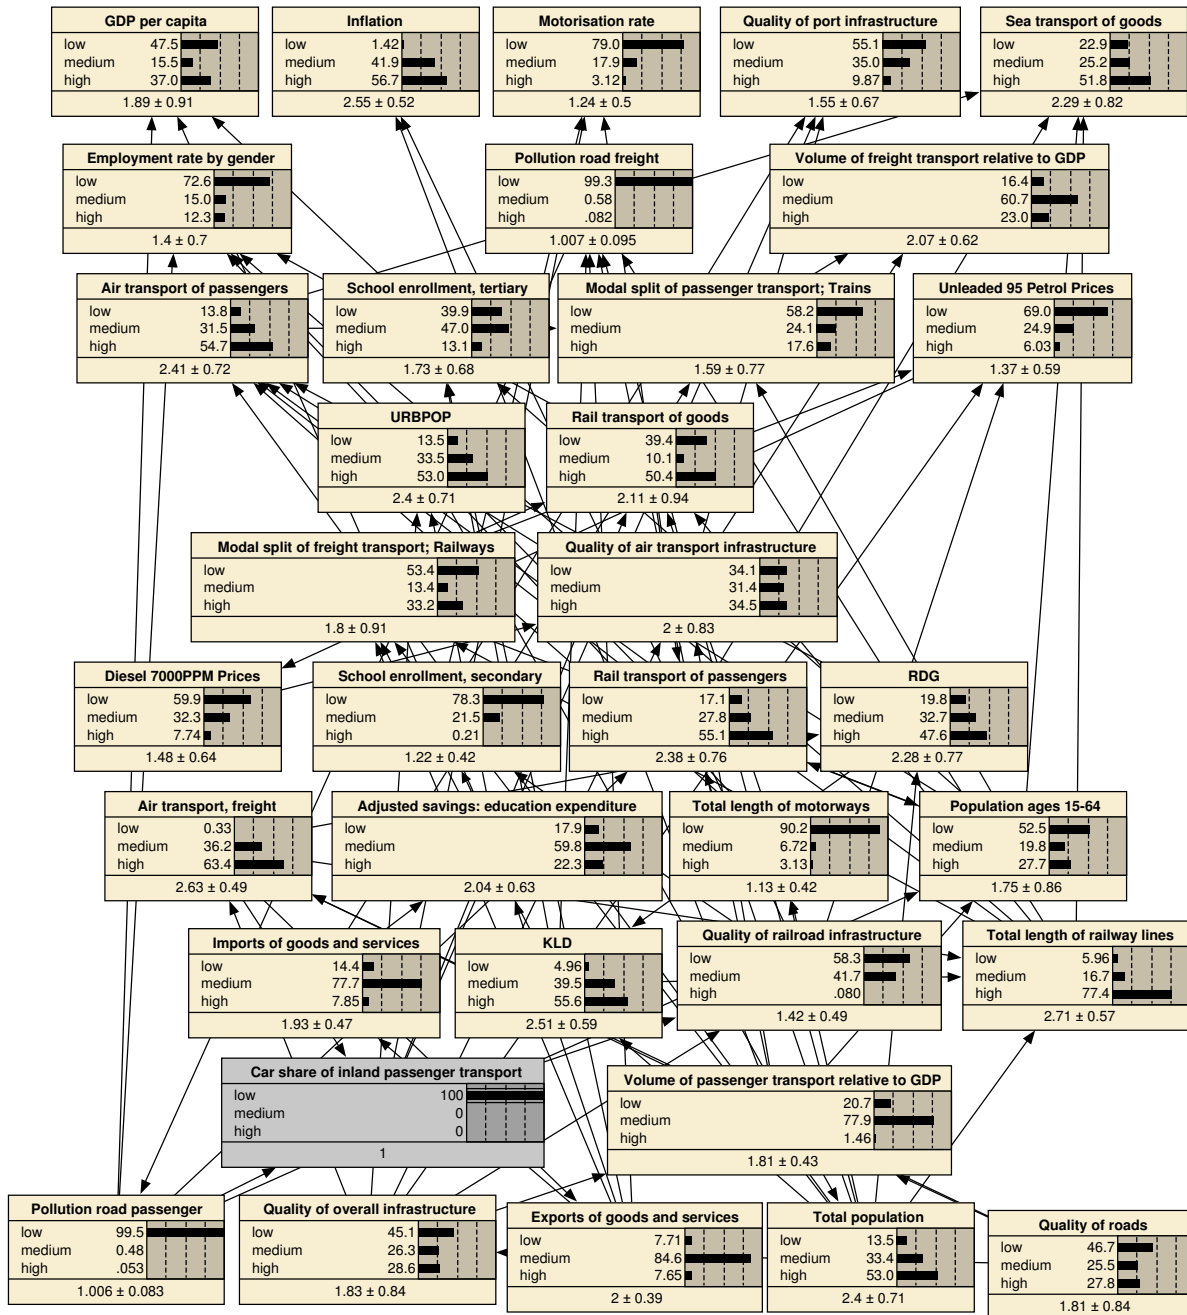 GDP per capita
low 47.5
medium 15.5
high 37.0
1.89 ± 0.91
Inflation
low 1.42
medium 41.9
high 56.7
2.55 ± 0.52
Motorisation rate
low 79.0
medium 17.9
high 3.12
1.24 ± 0.5
Quality of port infrastructure
low 55.1
medium 35.0
high 9.87
1.55 ± 0.67
Sea transport of goods
low 22.9
medium 25.2
high 51.8
2.29 ± 0.82
Employment rate by gender
low 72.6
medium 15.0
high 12.3
1.4 ± 0.7
Pollution road freight
low 99.3
medium 0.58
high .082
1.007 ± 0.095
Volume of freight transport relative to GDP
low 16.4
medium 60.7
high 23.0
2.07 ± 0.62
Air transport of passengers
low 13.8
medium 31.5
high 54.7
2.41 ± 0.72
School enrollment, tertiary
low 39.9
medium 47.0
high 13.1
1.73 ± 0.68
Modal split of passenger transport; Trains
low 58.2
medium 24.1
high 17.6
1.59 ± 0.77
Unleaded 95 Petrol Prices
low 69.0
medium 24.9
high 6.03
1.37 ± 0.59
URBPOP
low 13.5
medium 33.5
high 53.0
2.4 ± 0.71
Rail transport of goods
low 39.4
medium 10.1
high 50.4
2.11 ± 0.94
Modal split of freight transport; Railways
low 53.4
medium 13.4
high 33.2
1.8 ± 0.91
Quality of air transport infrastructure
low 34.1
medium 31.4
high 34.5
2 ± 0.83
Diesel 7000PPM Prices
low 59.9
medium 32.3
high 7.74
1.48 ± 0.64
School enrollment, secondary
low 78.3
medium 21.5
high 0.21
1.22 ± 0.42
Rail transport of passengers
low 17.1
medium 27.8
high 55.1
2.38 ± 0.76
RDG
low 19.8
medium 32.7
high 47.6
2.28 ± 0.77
Air transport, freight
low 0.33
medium 36.2
high 63.4
2.63 ± 0.49
Adjusted savings: education expenditure
low 17.9
medium 59.8
high 22.3
2.04 ± 0.63
Total length of motorways
low 90.2
medium 6.72
high 3.13
1.13 ± 0.42
Population ages 15-64
low 52.5
medium 19.8
high 27.7
1.75 ± 0.86
Imports of goods and services
low 14.4
medium 77.7
high 7.85
1.93 ± 0.47
KLD
low 4.96
medium 39.5
high 55.6
2.51 ± 0.59
Quality of railroad infrastructure
low 58.3
medium 41.7
high .080
1.42 ± 0.49
Total length of railway lines
low 5.96
medium 16.7
high 77.4
2.71 ± 0.57
Car share of inland passenger transport
low 100
medium 0
high 0
1
Volume of passenger transport relative to GDP
low 20.7
medium 77.9
high 1.46
1.81 ± 0.43
Pollution road passenger
low 99.5
medium 0.48
high .053
1.006 ± 0.083
Quality of overall infrastructure
low 45.1
medium 26.3
high 28.6
1.83 ± 0.84
Exports of goods and services
low 7.71
medium 84.6
high 7.65
2 ± 0.39
Total population
low 13.5
medium 33.4
high 53.0
2.4 ± 0.71
Quality of roads
low 46.7
medium 25.5
high 27.8
1.81 ± 0.84